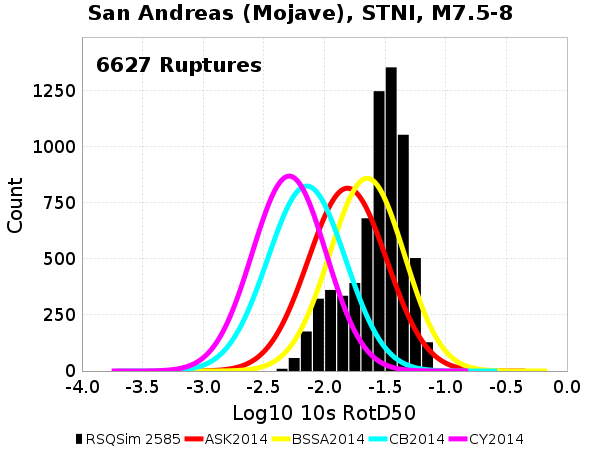 San Andreas (Mojave), STNI, M7.5-8
6627 Ruptures
Count
1250
1000
750
500
250
0
-4.0 -3.5 -3.0 -2.5 -2.0 -1.5 -1.0 -0.5 0.0
Log10 10s RotD50
RSQSim 2585 ASK2014 BSSA2014 CB2014 CY2014